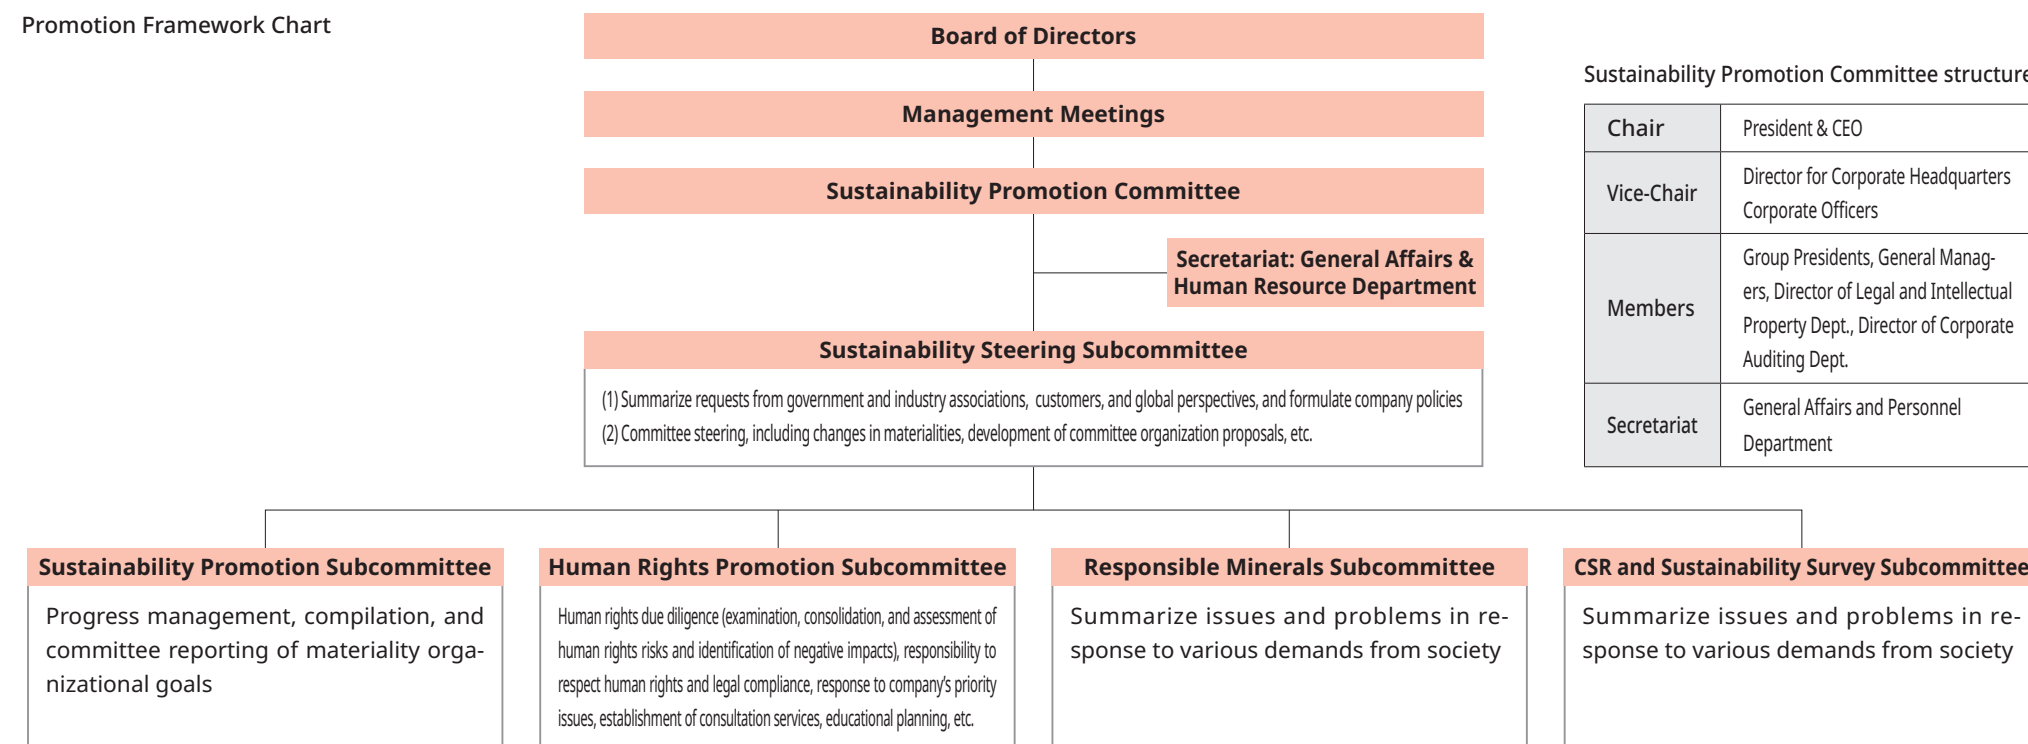 Promotion Framework Chart
Board of Directors
Management Meetings
Sustainability Promotion Committee
Secretariat: General Affairs &
Human Resource Department
Sustainability Steering Subcommittee
(1) Summarize requests from government and industry associations, customers, and global perspectives, and formulate company policies
(2) Committee steering, including changes in materialities, development of committee organization proposals, etc.
Sustainability Promotion Committee structure
Chair
President & CEO
Vice-Chair
Director for Corporate Headquarters
Corporate Officers
Members
Group Presidents, General Manag-
ers, Director of Legal and Intellectual
Property Dept., Director of Corporate
Auditing Dept.
Secretariat
General Affairs and Personnel
Department
Sustainability Promotion Subcommittee
Progress management, compilation, and
committee reporting of materiality orga-
nizational goals
Human Rights Promotion Subcommittee
Human rights due diligence (examination, consolidation, and assessment of
human rights risks and identification of negative impacts), responsibility to
respect human rights and legal compliance, response to company's priority
issues, establishment of consultation services, educational planning, etc.
Responsible Minerals Subcommittee
Summarize issues and problems in re-
sponse to various demands from society
CSR and Sustainability Survey Subcommittee
Summarize issues and problems in re-
sponse to various demands from society